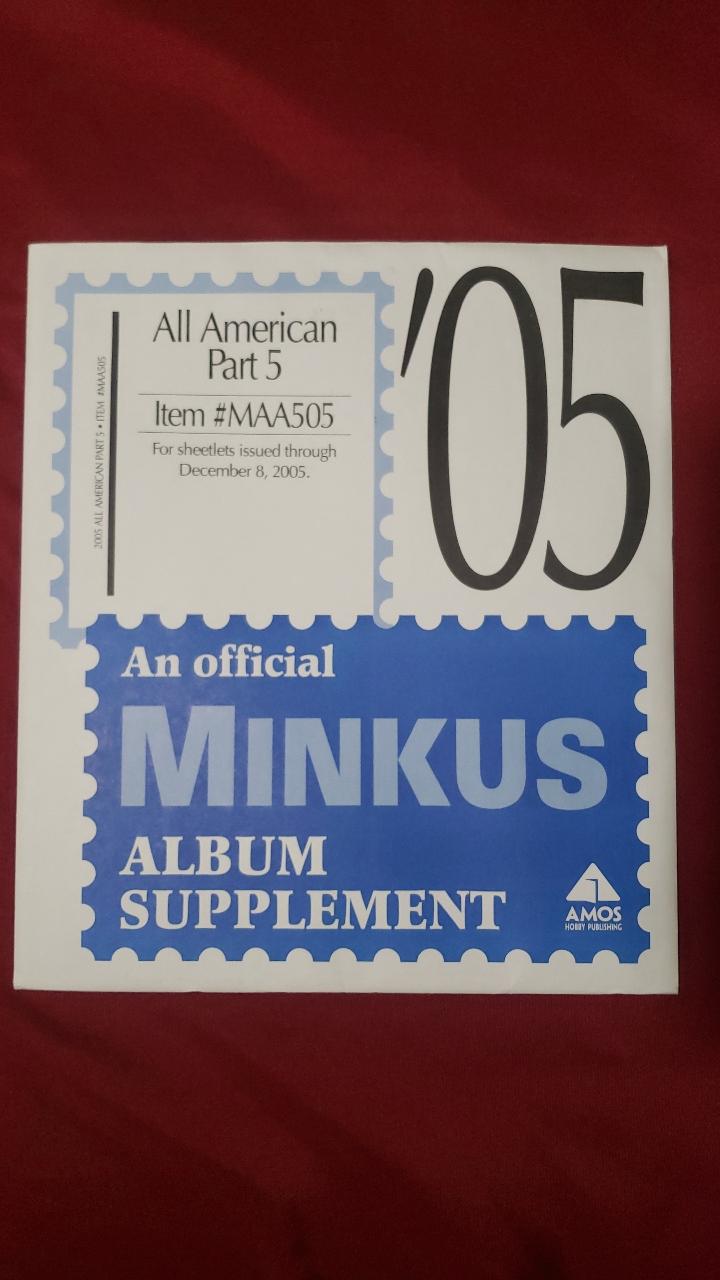 '05
All American
Part 5
Item #MAA505
For sheetlets issued through
December 8, 2005.
2005 ALL AMERICAN PART 5 • ITEM #MAA505
An official
MINKUS
ALBUM
SUPPLEMENT
AMOS
HOBBY PUBLISHING